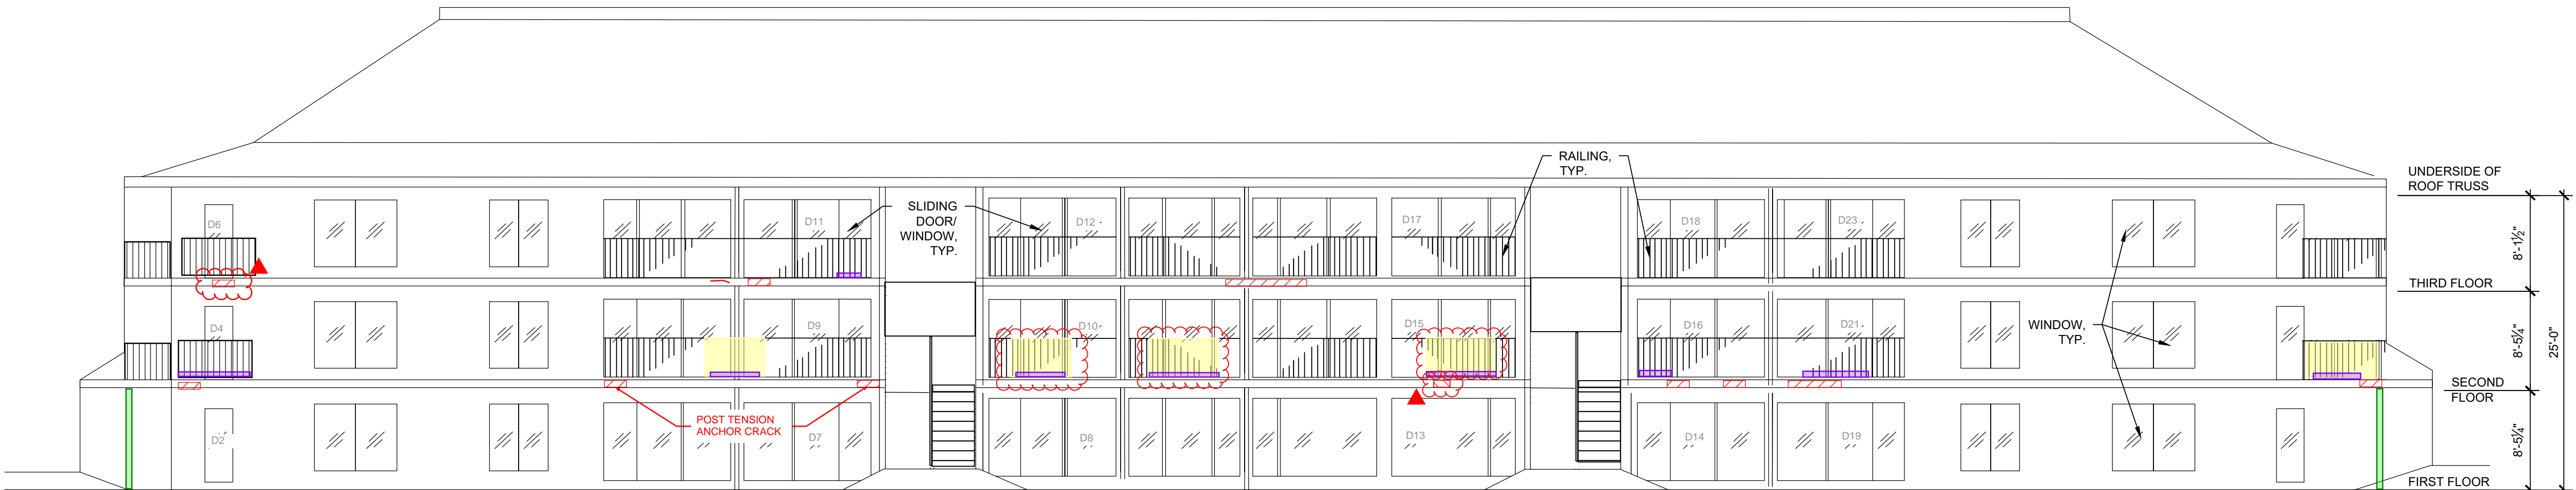 RAILING,
TYP.
UNDERSIDE OF
ROOF TRUSS
SLIDING
DOOR/
WINDOW,
TYP.
D6
D11
D12
D17
D18
D23
8'-1½"
THIRD FLOOR
D4
D9
D10
D15
D16
D21
WINDOW,
TYP.
8'-5¼"
25'-0"
SECOND
FLOOR
POST TENSION
ANCHOR CRACK
D2
D7
D8
D13
D14
D19
8'-5¼"
FIRST FLOOR